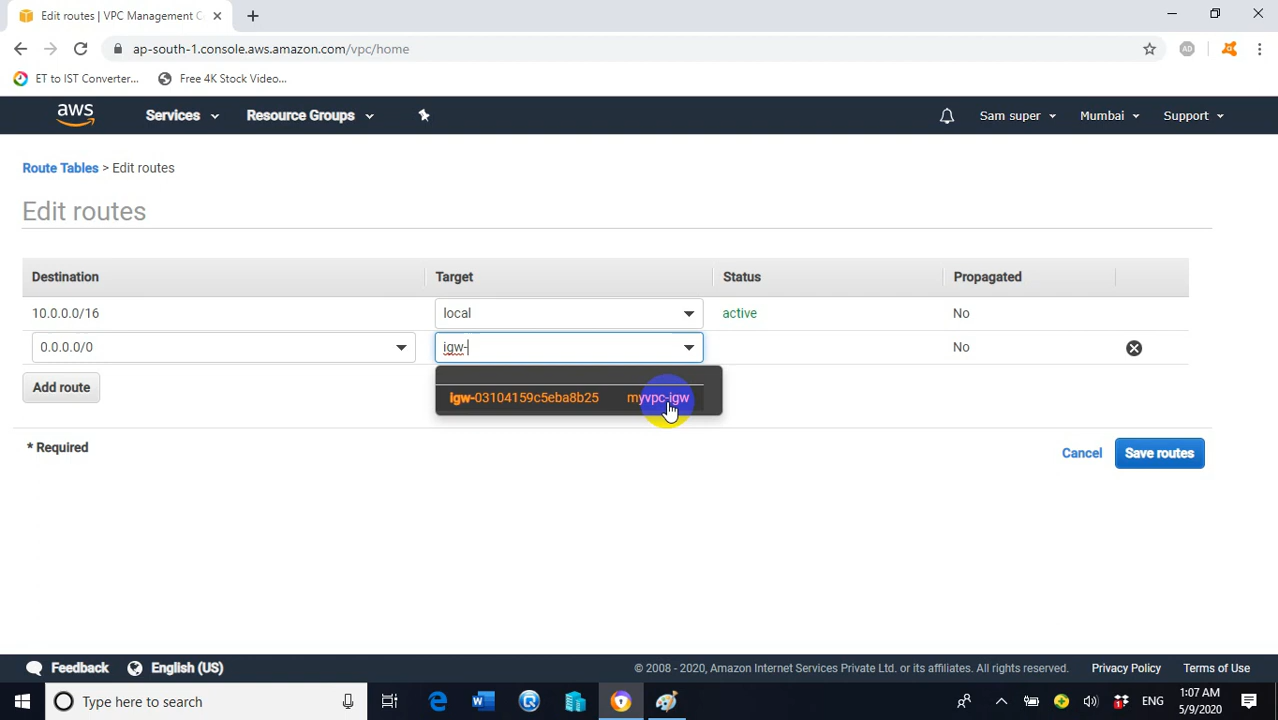 Edit routes | VPC Management C
ap-south-1.console.aws.amazon.com/vpc/home
AD
ET to IST Converter...
Free 4K Stock Video...
aws
Services
Resource Groups
Sam super
Mumbai
Support
Route Tables > Edit routes
Edit routes
Destination
Target
Status
Propagated
10.0.0.0/16
local
active
No
0.0.0.0/0
igw-
No
Add route
igw-03104159c5eba8b25
myvpc-igw
* Required
Cancel
Save routes
Feedback
English (US)
© 2008 - 2020, Amazon Internet Services Private Ltd. or its affiliates. All rights reserved.
Privacy Policy
Terms of Use
Type here to search
ENG
1:07 AM
5/9/2020